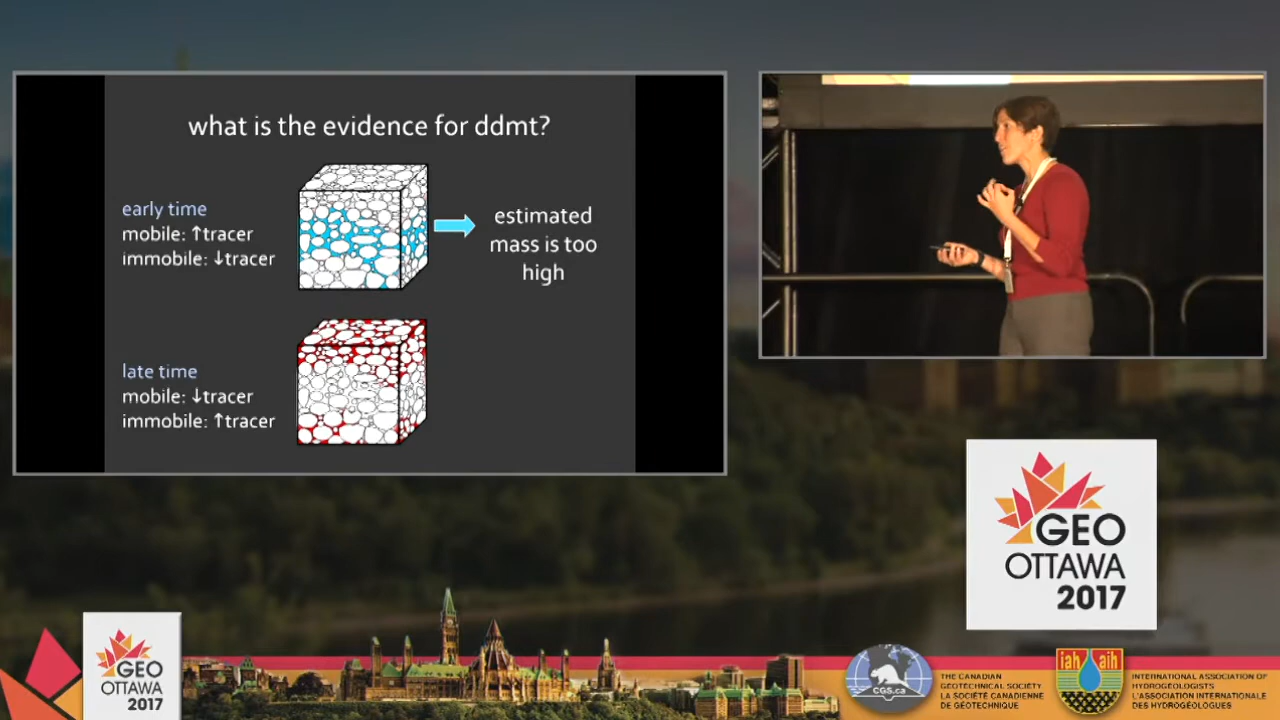 what is the evidence for ddmt?
early time
mobile: ↑tracer
immobile: ↓tracer
estimated
mass is too
high
late time
mobile: ↓tracer
immobile: ↑tracer
GEO
OTTAWA
2017
GEO
OTTAWA
2017
CGS.ca
THE CANADIAN
GEOTECHNICAL SOCIETY
LA SOCIÉTÉ CANADIENNE
DE GÉOTECHNIQUE
iah aih
INTERNATIONAL ASSOCIATION OF
HYDROGEOLOGISTS
L'ASSOCIATION INTERNATIONALE
DES HYDROGÉOLOGUES